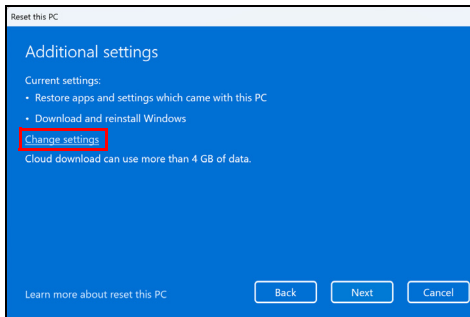 Reset this PC
Additional settings
Current settings:
• Restore apps and settings which came with this PC
• Download and reinstall Windows
Change settings
Cloud download can use more than 4 GB of data.
Learn more about reset this PC
Back
Next
Cancel